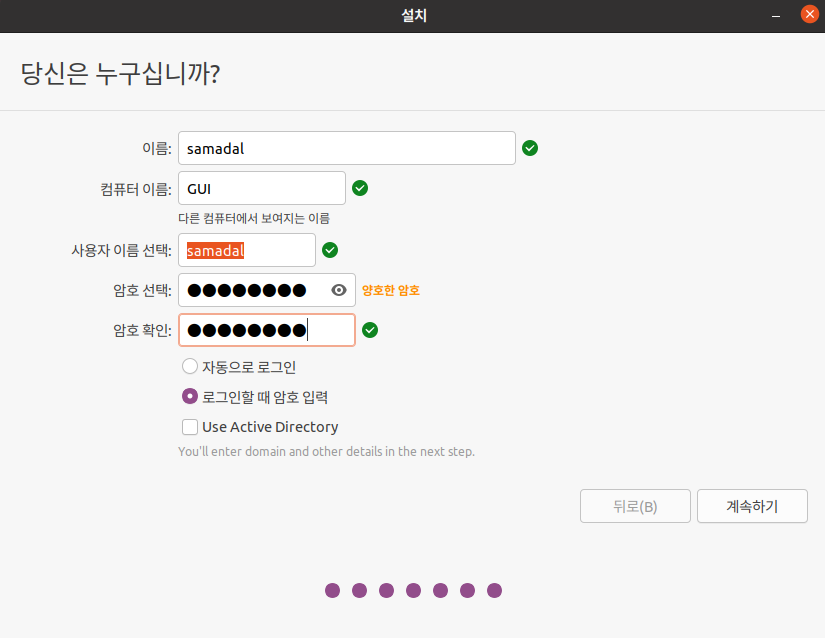 설치
당신은 누구십니까?
이름: samadal
컴퓨터 이름: GUI
다른 컴퓨터에서 보여지는 이름
사용자 이름 선택: samadal
암호 선택: ●●●●●●●● 양호한 암호
암호 확인: ●●●●●●●●
자동으로 로그인
로그인할 때 암호 입력
Use Active Directory
You'll enter domain and other details in the next step.
뒤로(B) 계속하기